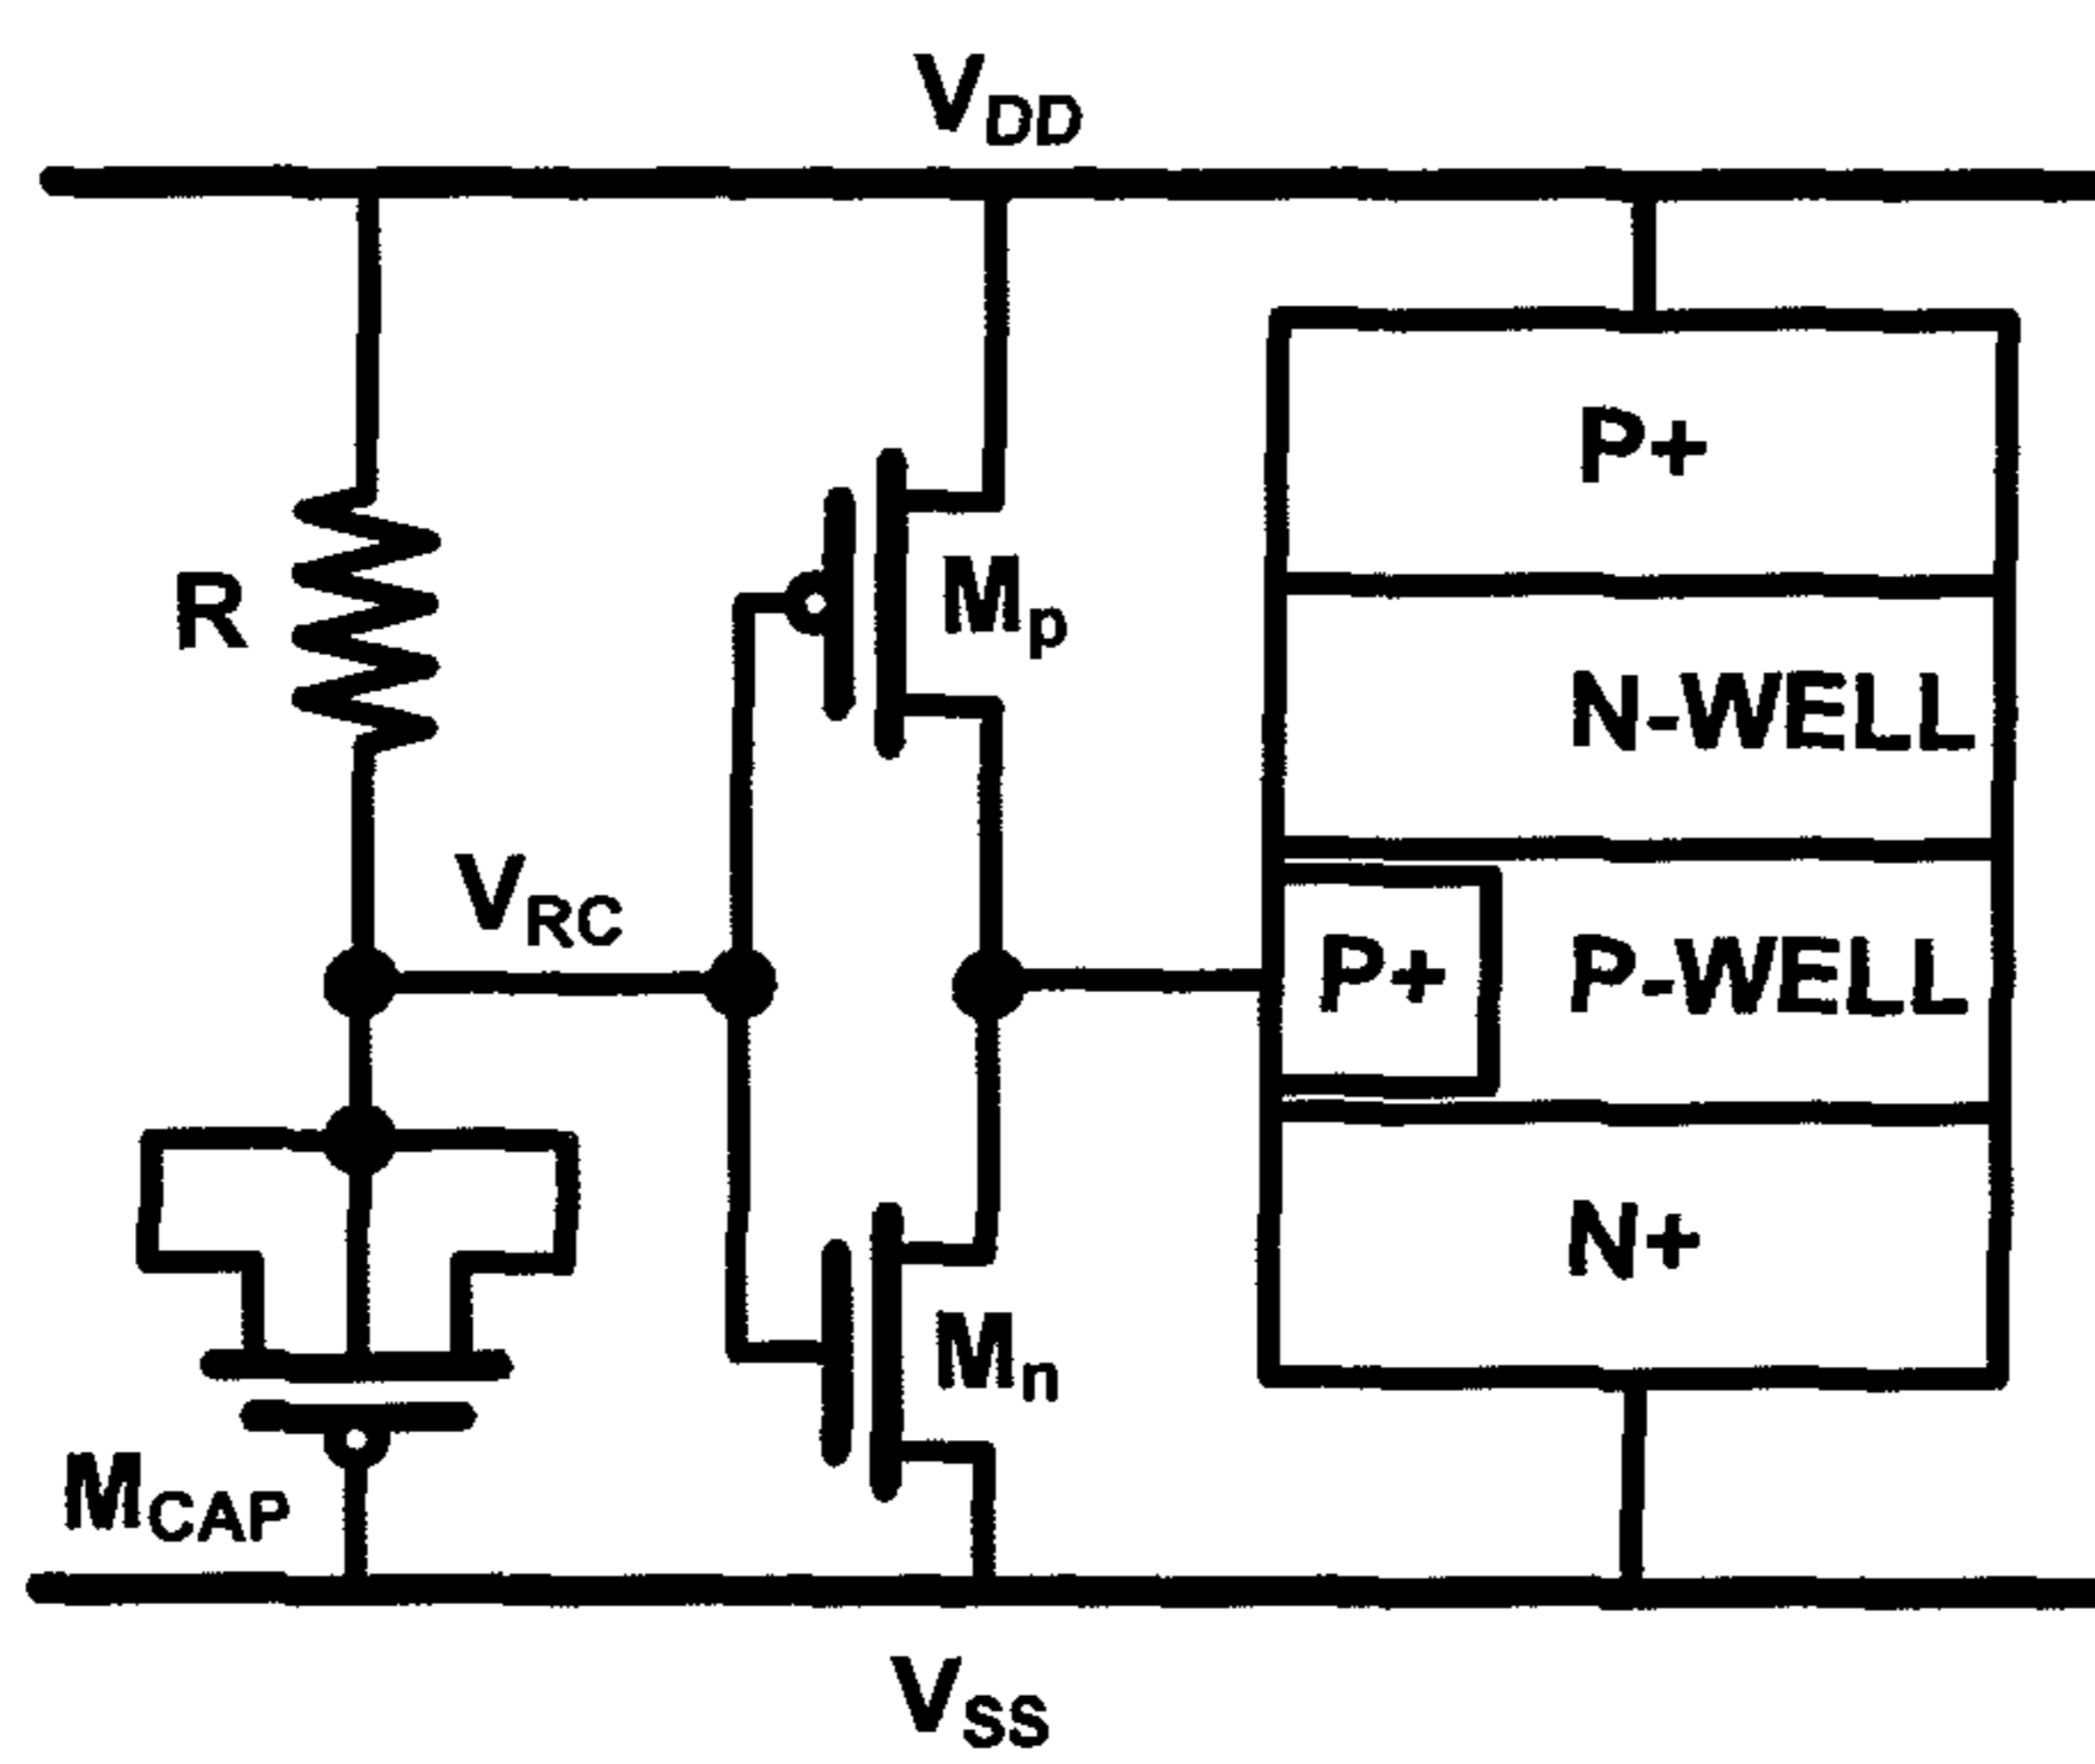 VDD
P+
R
Mp
N-WELL
VRC
P+ P-WELL
N+
Mn
MCAP
VSS